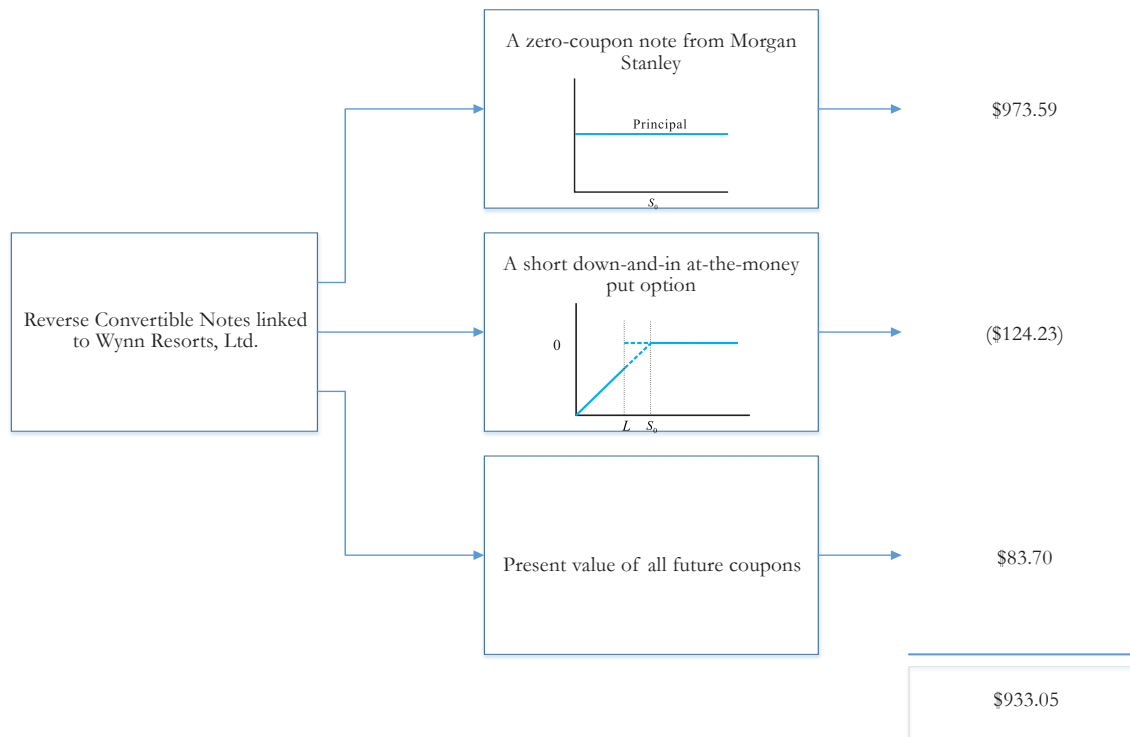 A zero-coupon note from Morgan
Stanley
Principal
S₀
$973.59
Reverse Convertible Notes linked
to Wynn Resorts, Ltd.
A short down-and-in at-the-money
put option
0
L S₀
($124.23)
Present value of all future coupons
$83.70
$933.05